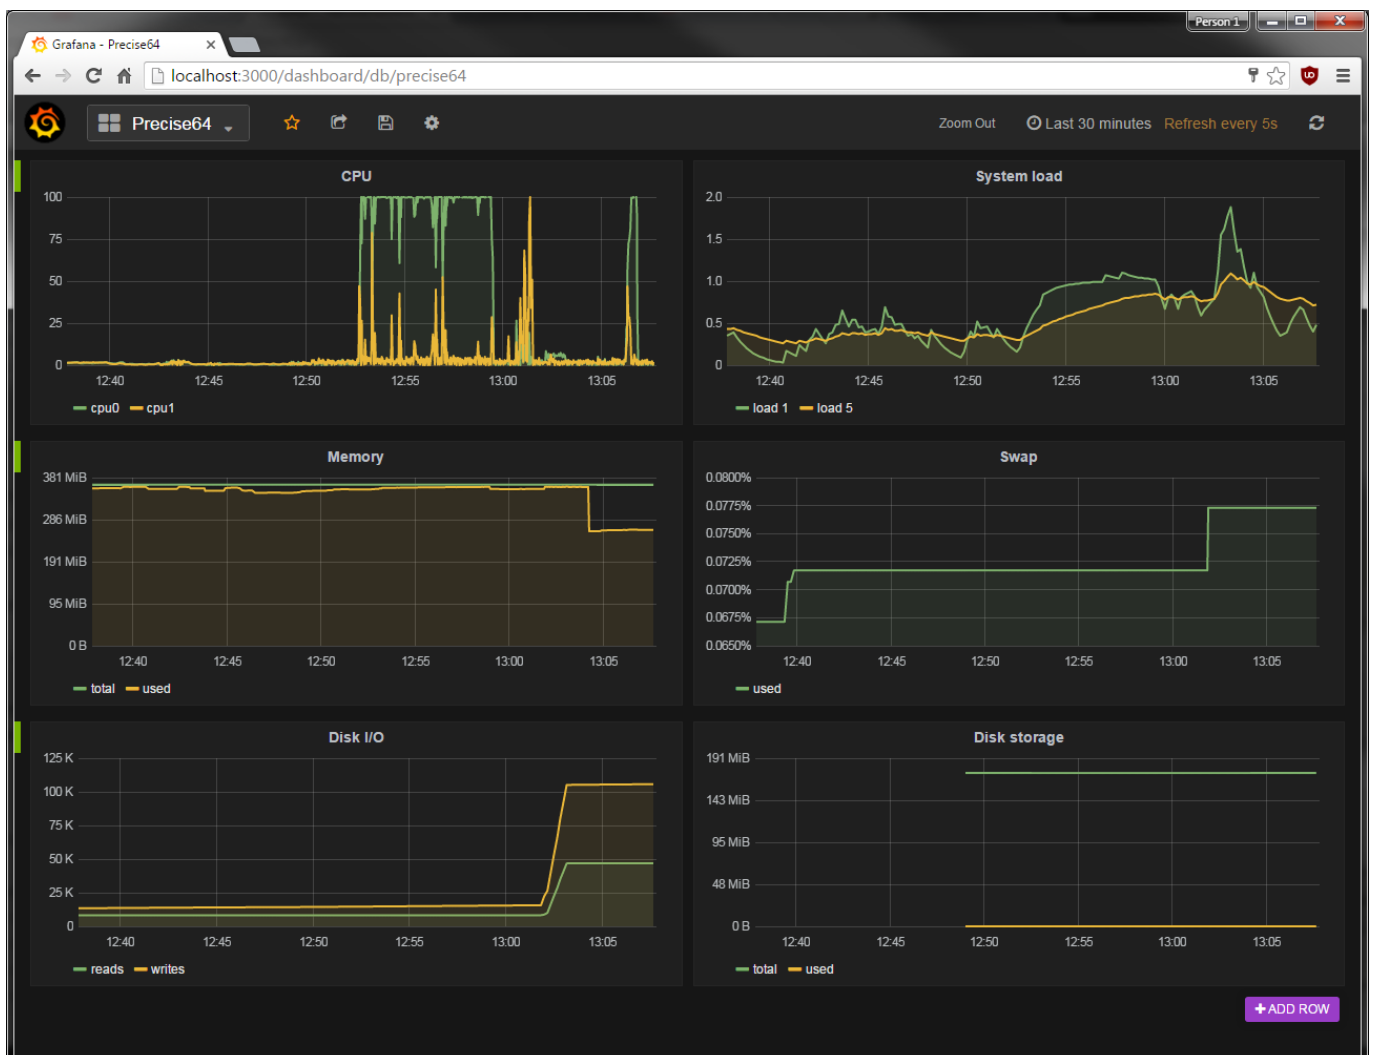 Person 1
Grafana - Precise64
localhost:3000/dashboard/db/precise64
Precise64
Zoom Out Last 30 minutes Refresh every 5s
CPU
100
75
50
25
0
12:40 12:45 12:50 12:55 13:00 13:05
cpu0 cpu1
System load
2.0
1.5
1.0
0.5
0
12:40 12:45 12:50 12:55 13:00 13:05
load 1 load 5
Memory
381 MiB
286 MiB
191 MiB
95 MiB
0 B
12:40 12:45 12:50 12:55 13:00 13:05
total used
Swap
0.0800%
0.0775%
0.0750%
0.0725%
0.0700%
0.0675%
0.0650%
12:40 12:45 12:50 12:55 13:00 13:05
used
Disk I/O
125 K
100 K
75 K
50 K
25 K
0
12:40 12:45 12:50 12:55 13:00 13:05
reads writes
Disk storage
191 MiB
143 MiB
95 MiB
48 MiB
0 B
12:40 12:45 12:50 12:55 13:00 13:05
total used
+ ADD ROW